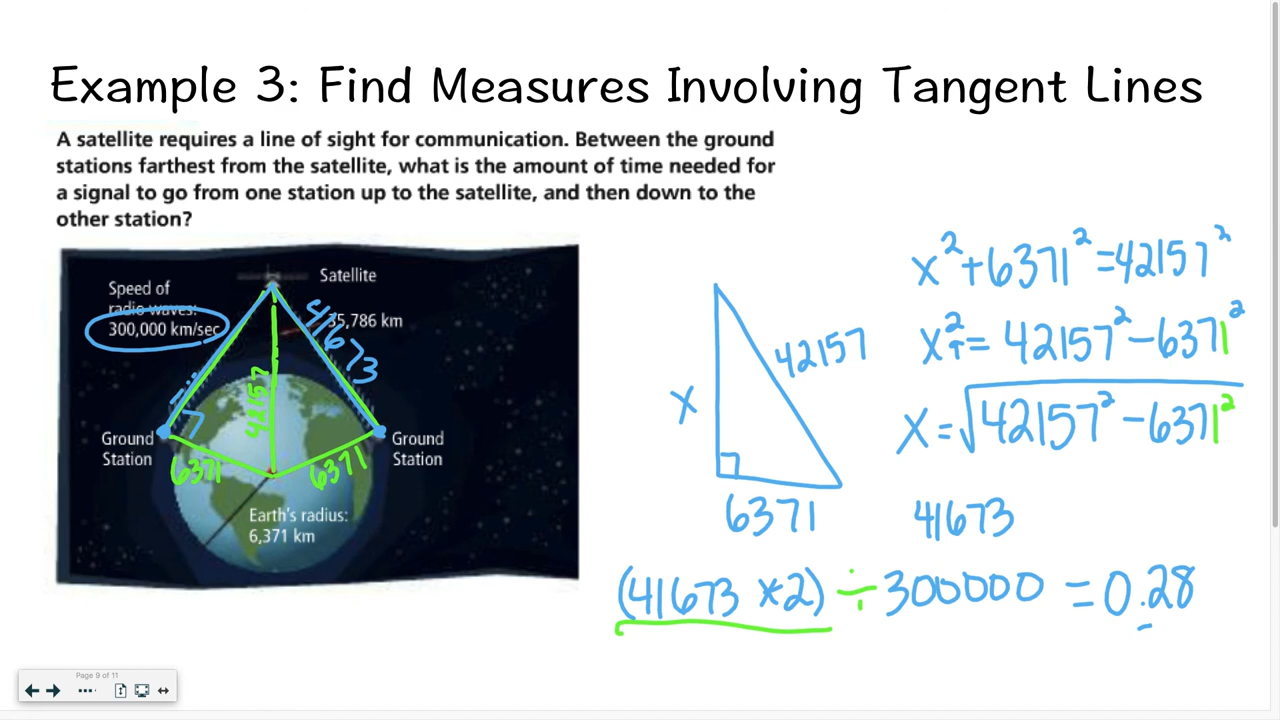 Example 3: Find Measures Involving Tangent Lines
A satellite requires a line of sight for communication. Between the ground
stations farthest from the satellite, what is the amount of time needed for
a signal to go from one station up to the satellite, and then down to the
other station?
Satellite
Speed of
radio waves:
300,000 km/sec
35,786 km
41673
42157
Ground
Station
Ground
Station
6371
6371
Earth's radius:
6,371 km
x
42157
6371
x² + 6371² = 42157²
x² = 42157² − 6371²
x = √42157² − 6371²
41673
(41673 * 2) ÷ 300000 = 0.28
Page 9 of 11